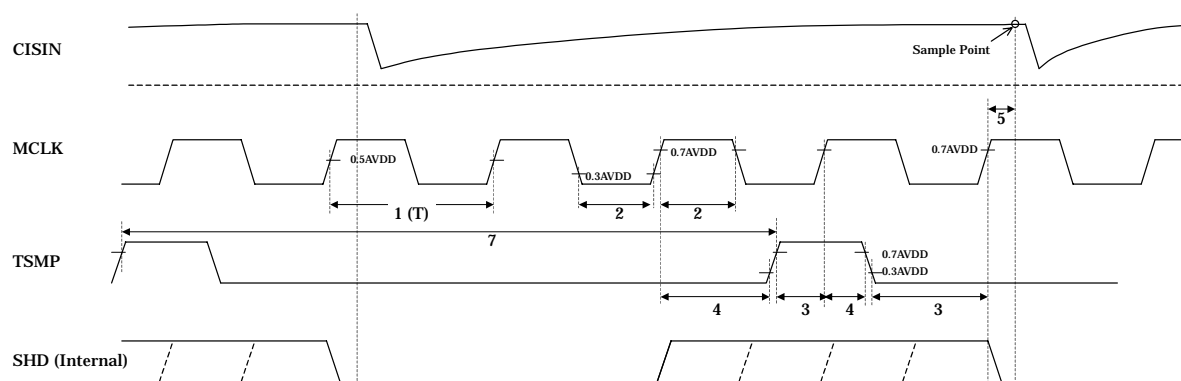 CISIN
Sample Point
5
MCLK
0.5AVDD
0.3AVDD
0.7AVDD
0.7AVDD
1 (T)
2
2
7
TSMP
0.7AVDD
0.3AVDD
4
3
4
3
SHD (Internal)